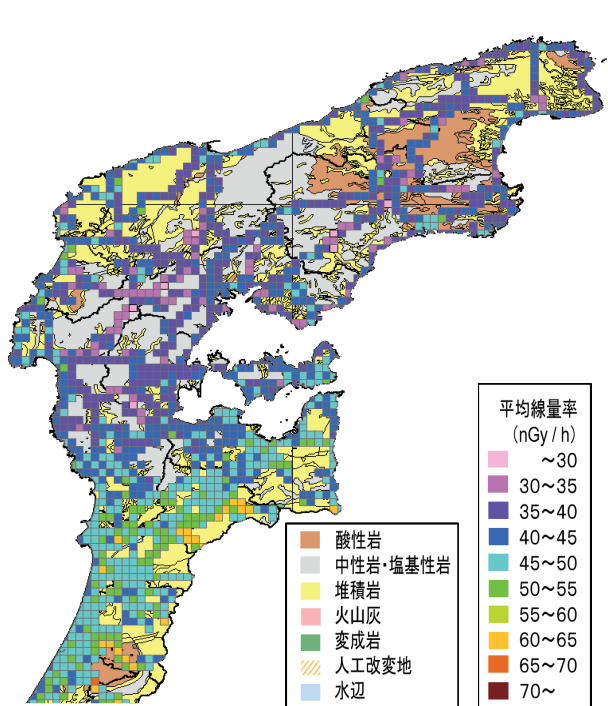 平均線量率
(nGy / h)
～30
30～35
35～40
40～45
45～50
50～55
55～60
60～65
65～70
70～
酸性岩
中性岩・塩基性岩
堆積岩
火山灰
変成岩
人工改変地
水辺